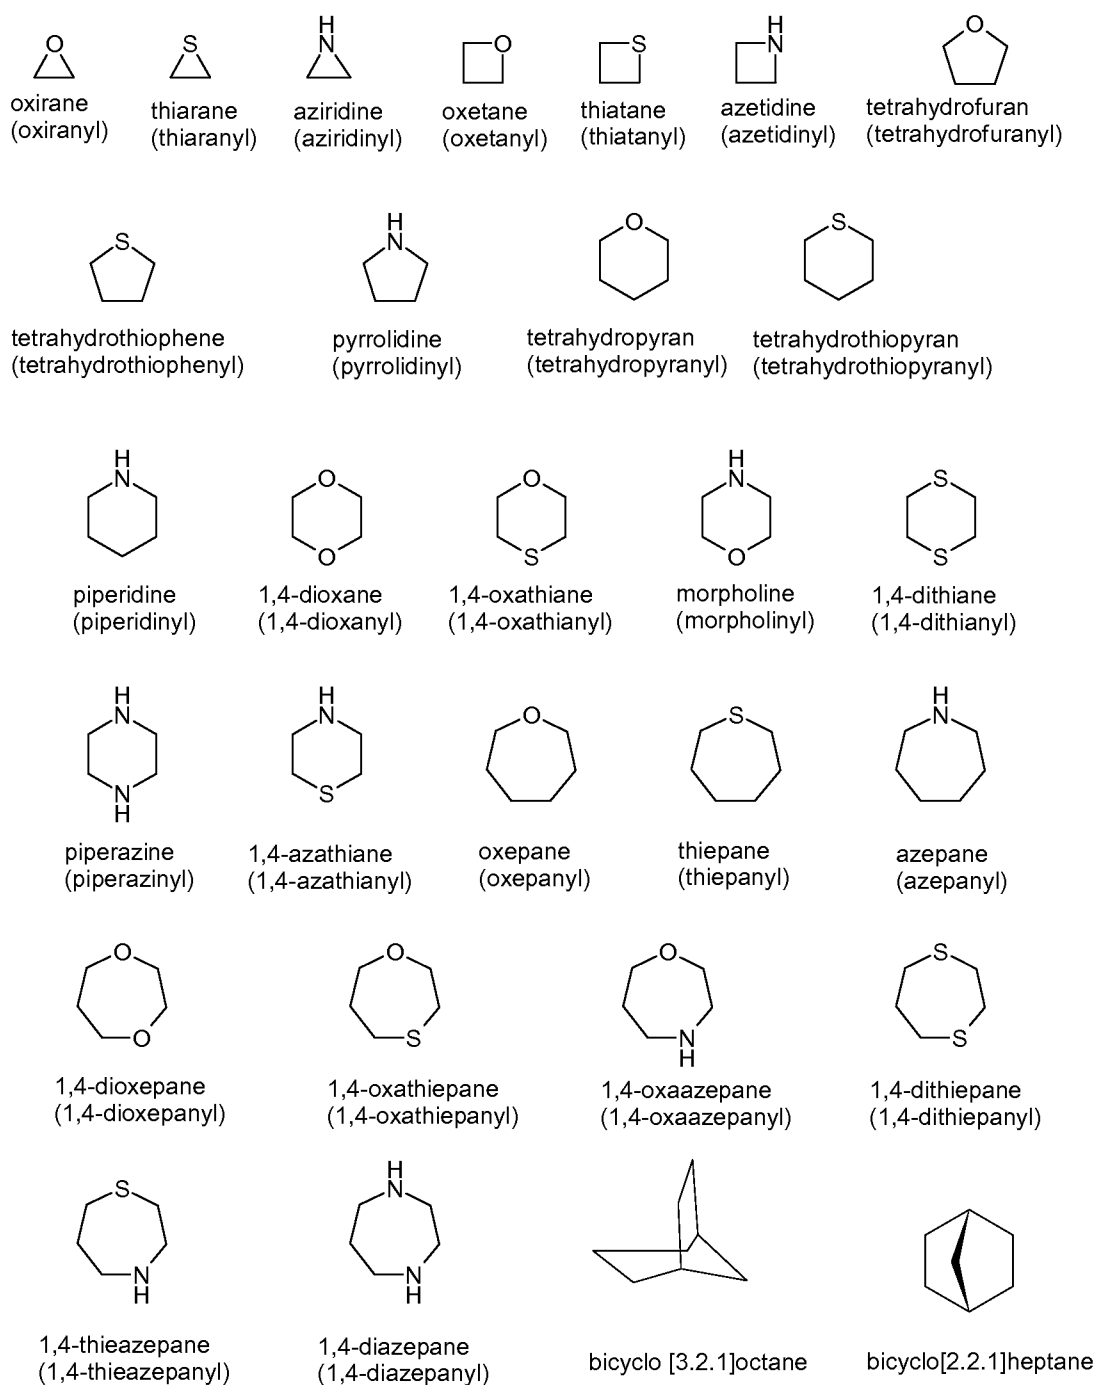 O
S
H
N
O
S
H
N
O
oxirane
(oxiranyl)
thiarane
(thiaranyl)
aziridine
(aziridinyl)
oxetane
(oxetanyl)
thiatane
(thiatanyl)
azetidine
(azetidinyl)
tetrahydrofuran
(tetrahydrofuranyl)
S
H
N
O
S
tetrahydrothiophene
(tetrahydrothiophenyl)
pyrrolidine
(pyrrolidinyl)
tetrahydropyran
(tetrahydropyranyl)
tetrahydrothiopyran
(tetrahydrothiopyranyl)
H
N
O
O
O
S
H
N
O
S
S
piperidine
(piperidinyl)
1,4-dioxane
(1,4-dioxanyl)
1,4-oxathiane
(1,4-oxathianyl)
morpholine
(morpholinyl)
1,4-dithiane
(1,4-dithianyl)
H
N
N
H
H
N
S
O
S
H
N
piperazine
(piperazinyl)
1,4-azathiane
(1,4-azathianyl)
oxepane
(oxepanyl)
thiepane
(thiepanyl)
azepane
(azepanyl)
O
O
O
S
O
N
H
S
S
1,4-dioxepane
(1,4-dioxepanyl)
1,4-oxathiepane
(1,4-oxathiepanyl)
1,4-oxaazepane
(1,4-oxaazepanyl)
1,4-dithiepane
(1,4-dithiepanyl)
S
N
H
H
N
N
H
1,4-thieazepane
(1,4-thieazepanyl)
1,4-diazepane
(1,4-diazepanyl)
bicyclo [3.2.1]octane
bicyclo[2.2.1]heptane